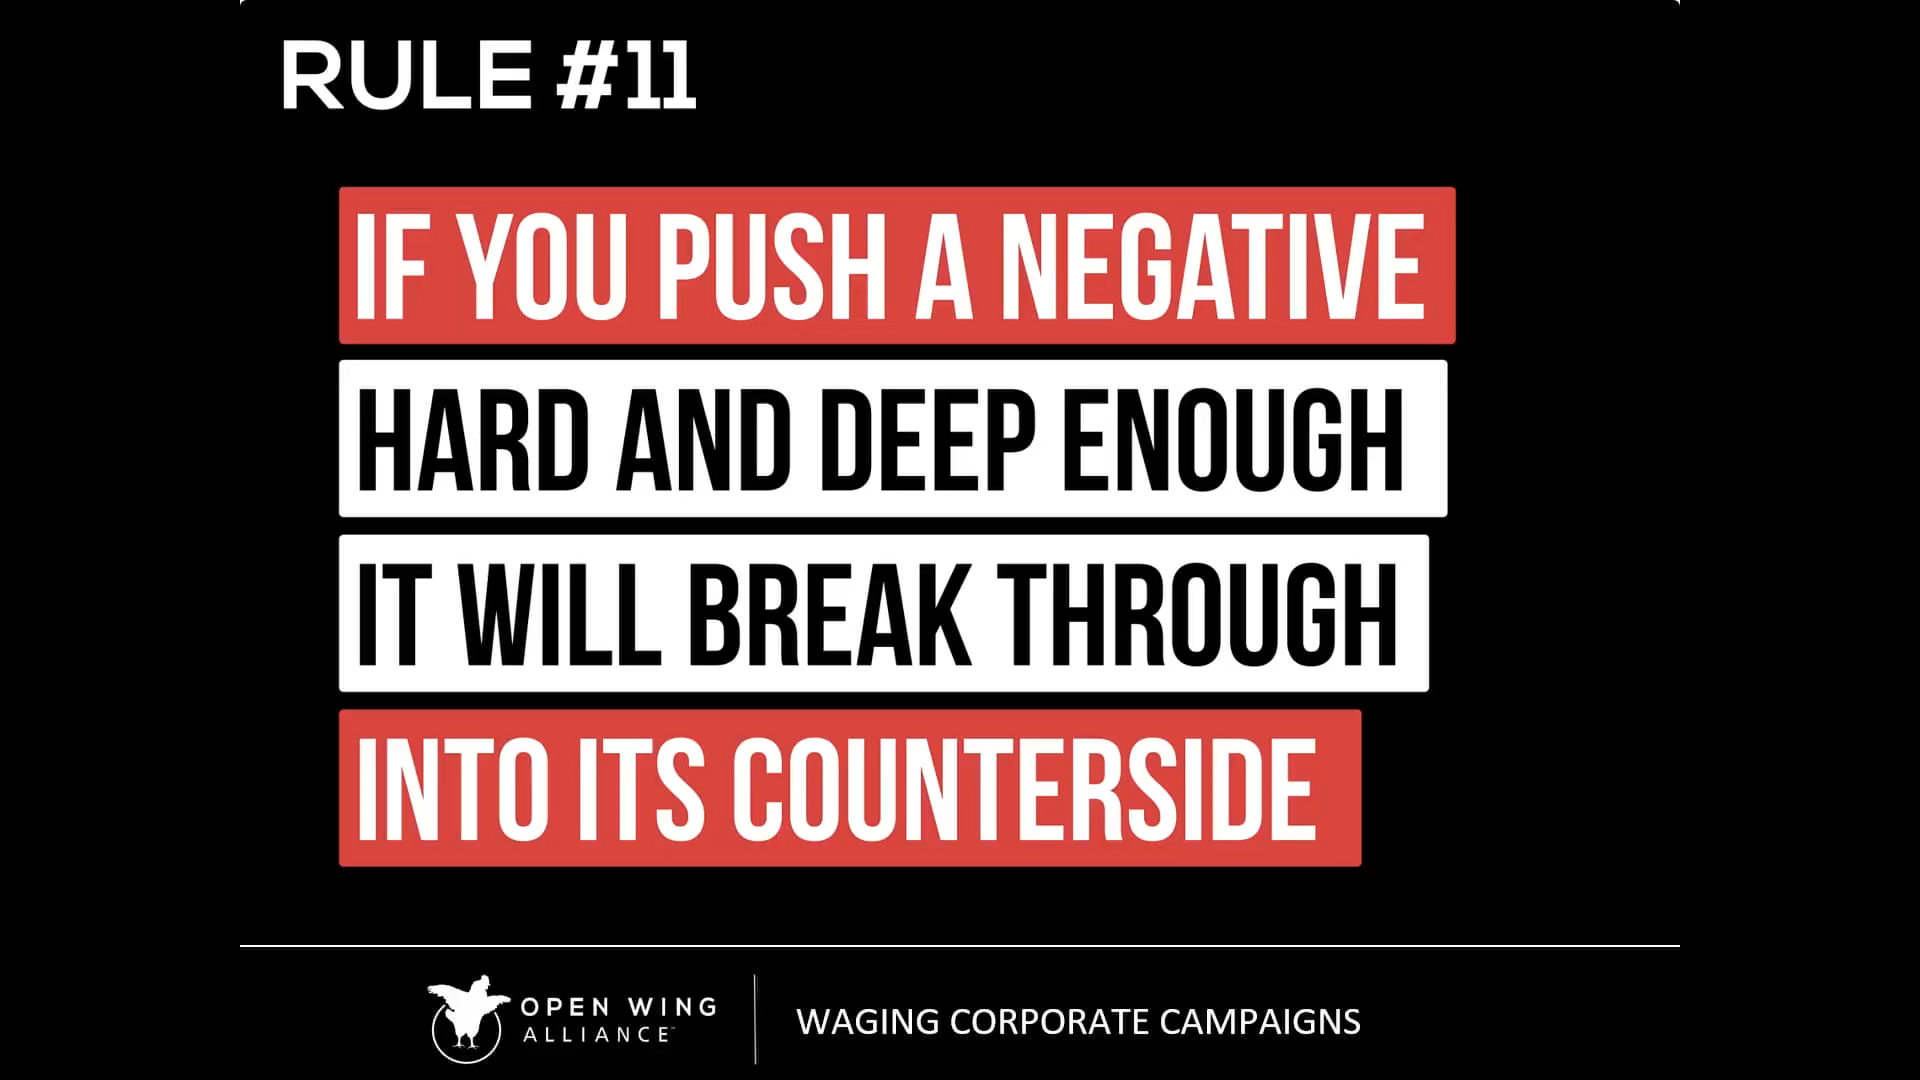 RULE #11
IF YOU PUSH A NEGATIVE
HARD AND DEEP ENOUGH
IT WILL BREAK THROUGH
INTO ITS COUNTERSIDE
OPEN WING
ALLIANCE™
WAGING CORPORATE CAMPAIGNS